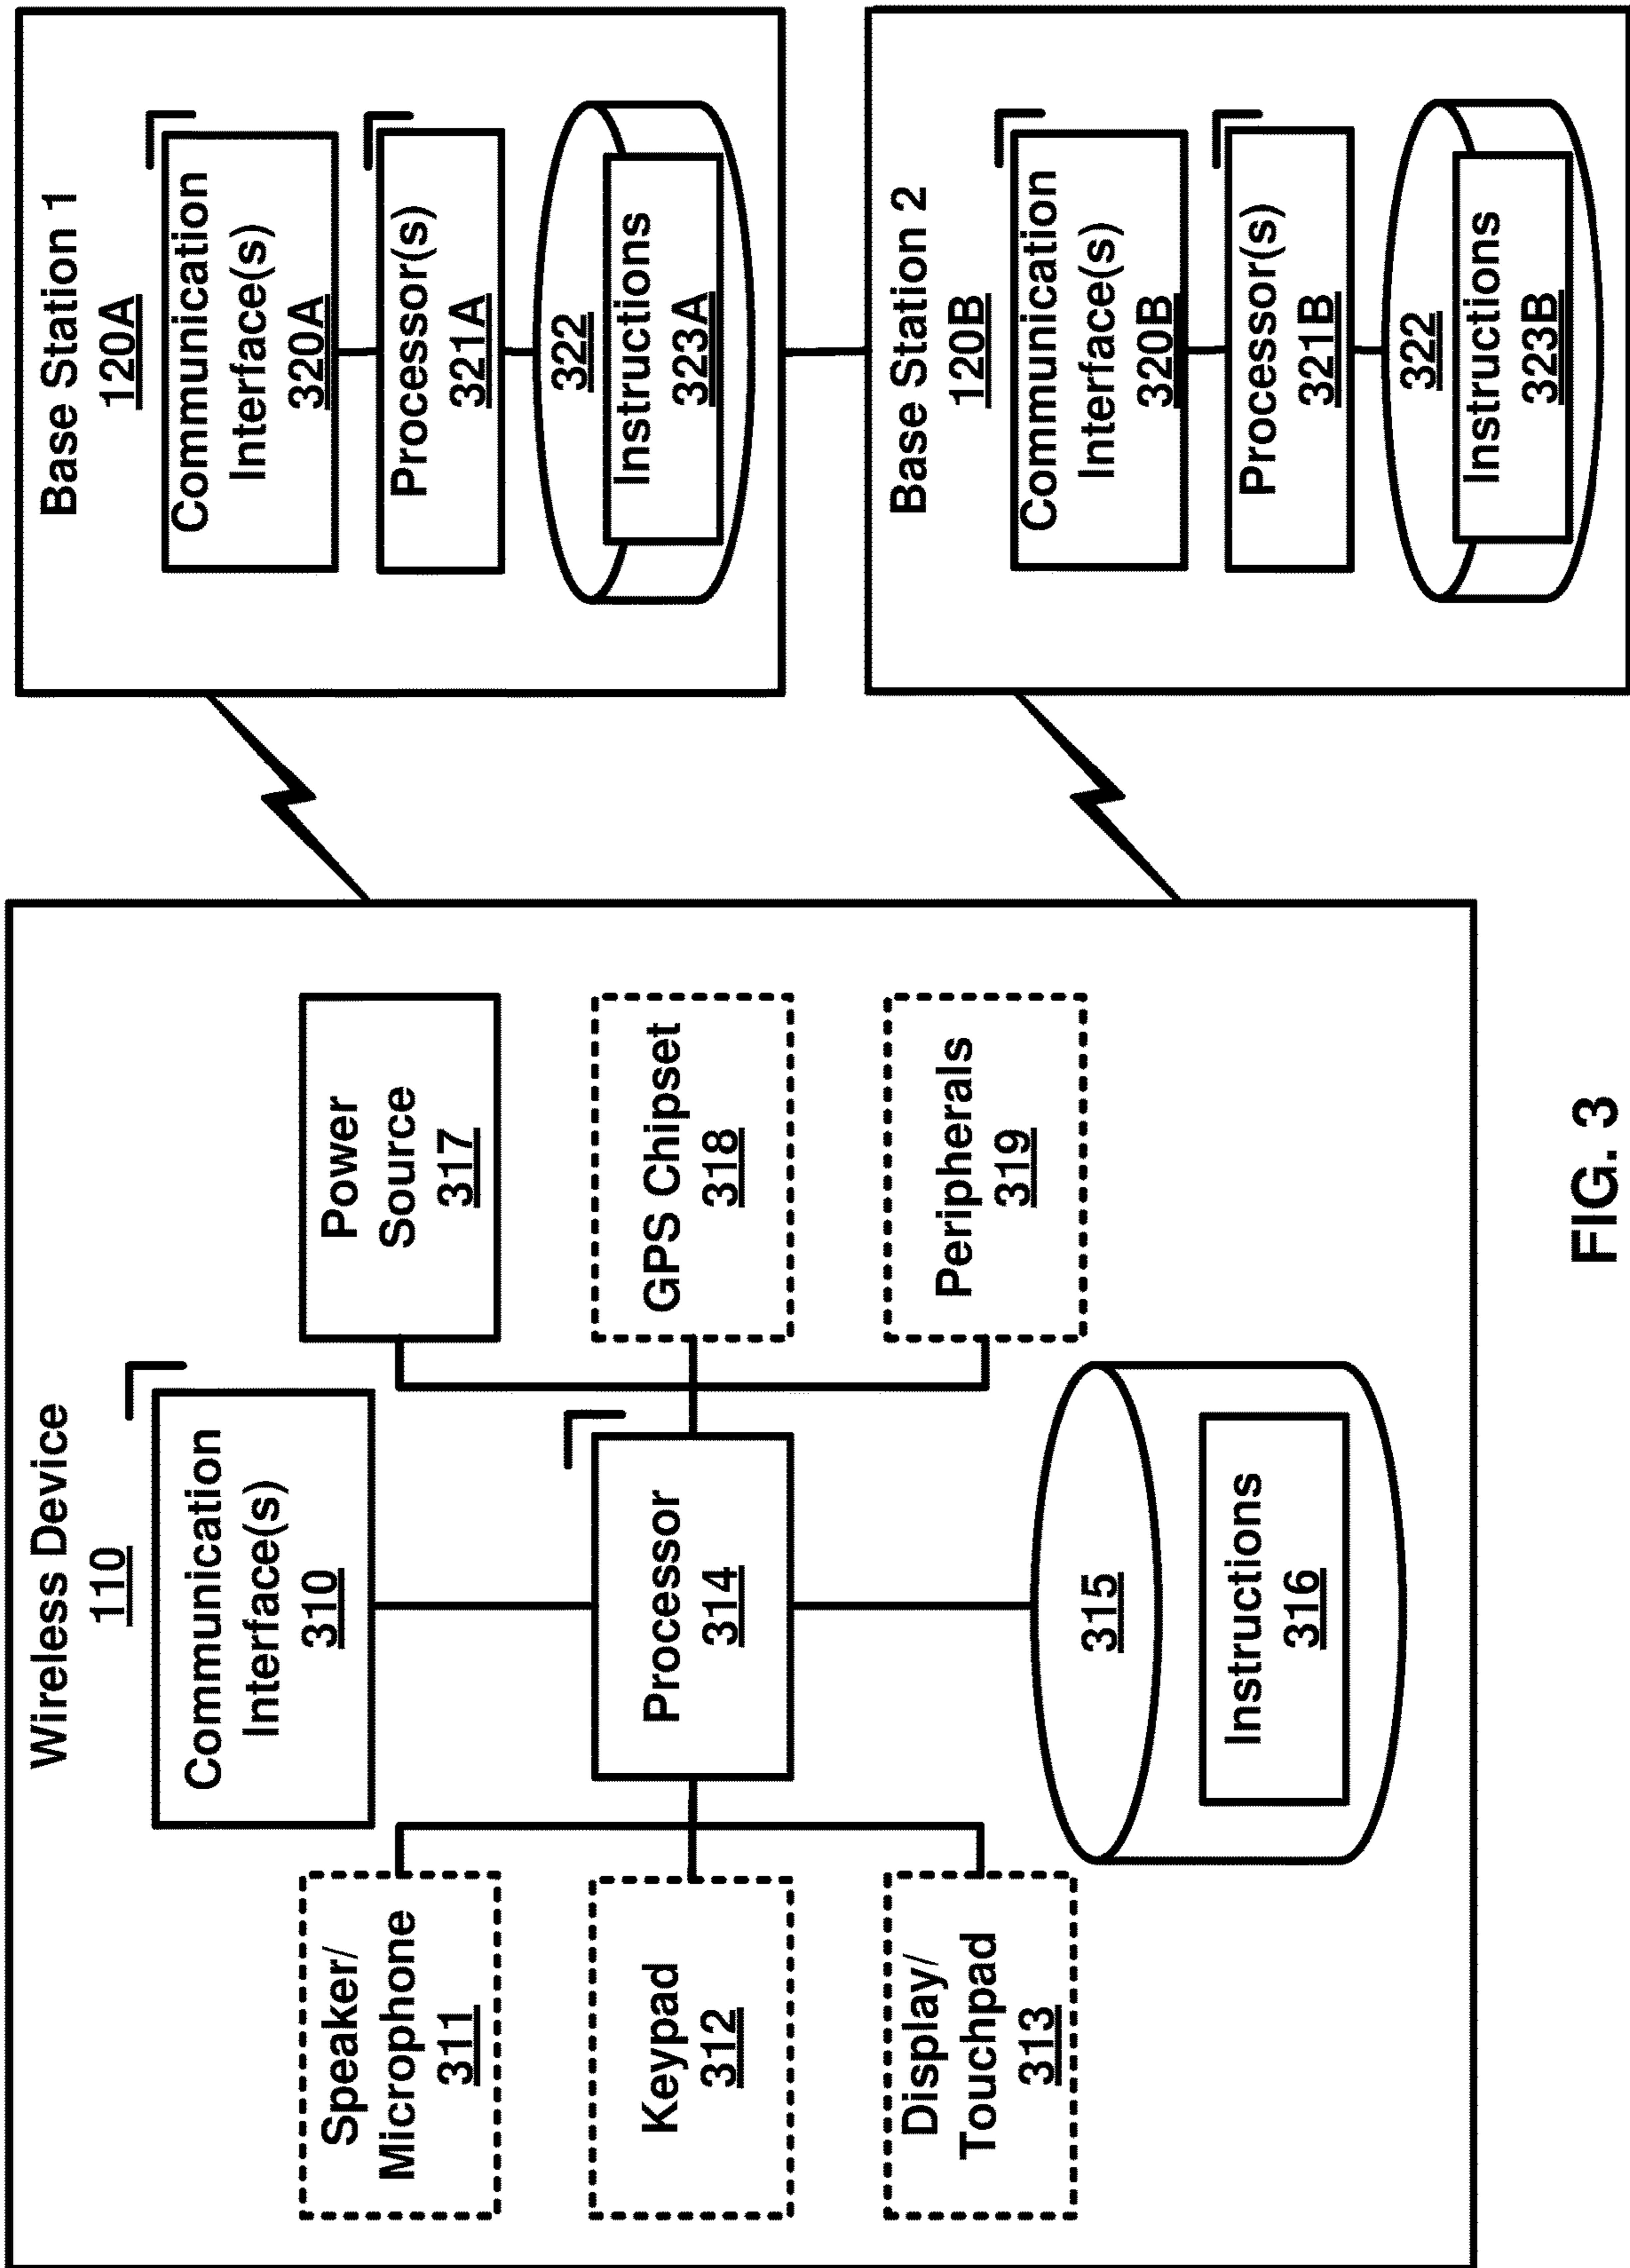 Wireless Device
110
Communication
Interface(s)
310
Speaker/
Microphone
311
Keypad
312
Display/
Touchpad
313
Processor
314
315
Instructions
316
Power
Source
317
GPS Chipset
318
Peripherals
319
Base Station 1
120A
Communication
Interface(s)
320A
Processor(s)
321A
322
Instructions
323A
Base Station 2
120B
Communication
Interface(s)
320B
Processor(s)
321B
322
Instructions
323B
FIG. 3